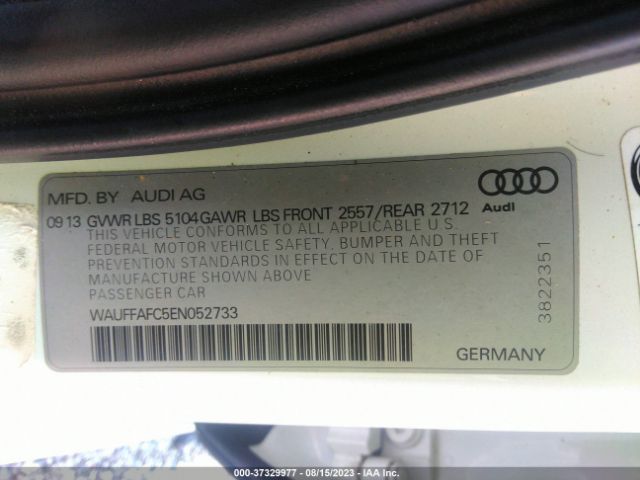 MFD. BY AUDI AG
Audi
09 13 GVWR LBS 5104 GAWR LBS FRONT 2557/REAR 2712
THIS VEHICLE CONFORMS TO ALL APPLICABLE U.S.
FEDERAL MOTOR VEHICLE SAFETY, BUMPER AND THEFT
PREVENTION STANDARDS IN EFFECT ON THE DATE OF
MANUFACTURE SHOWN ABOVE
PASSENGER CAR
WAUFFAFC5EN052733
GERMANY
3822351
000-37329977 - 08/15/2023 - IAA Inc.